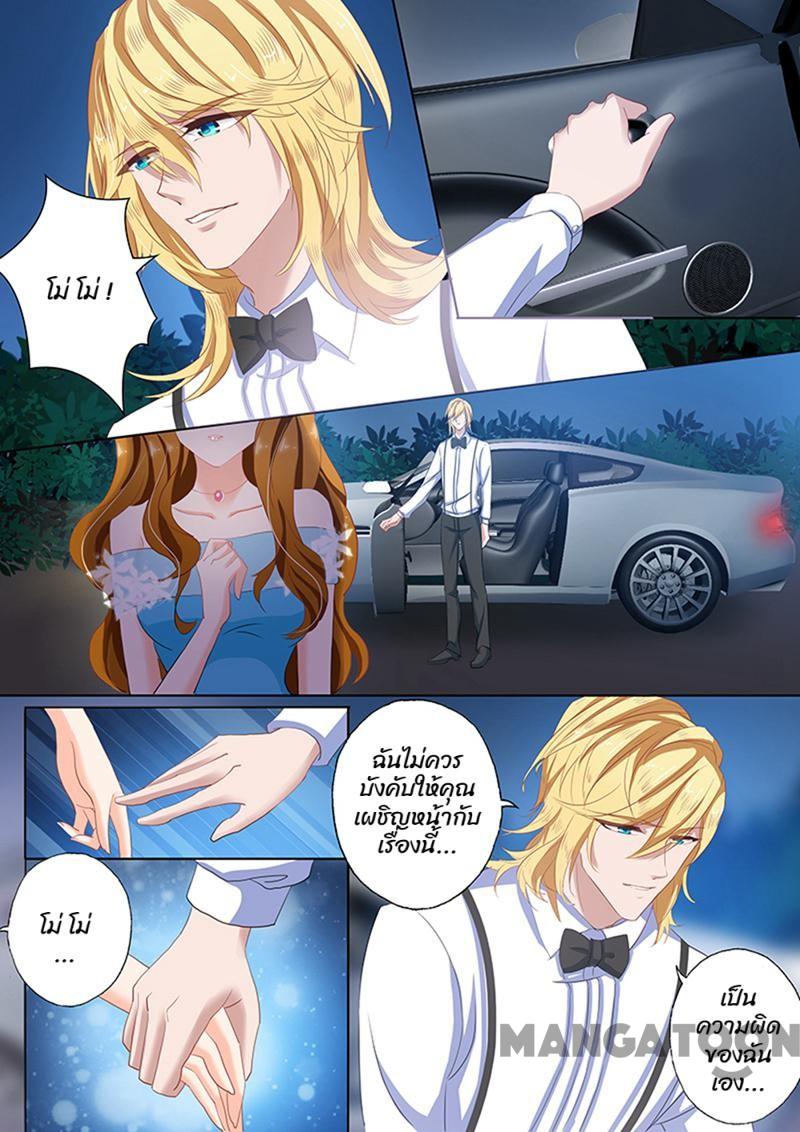 โม่ โม่ !
ฉันไม่ควร
บังคับให้คุณ
เผชิญหน้ากับ
เรื่องนี้...
โม่ โม่
...
เป็น
ความผิด
ของฉัน
เอง...
MANGATOON